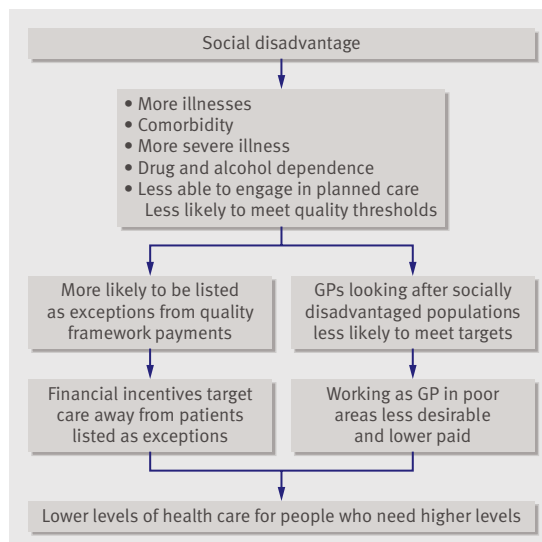 Social disadvantage
• More illnesses
• Comorbidity
• More severe illness
• Drug and alcohol dependence
• Less able to engage in planned care
Less likely to meet quality thresholds
More likely to be listed
as exceptions from quality
framework payments
GPs looking after socially
disadvantaged populations
less likely to meet targets
Financial incentives target
care away from patients
listed as exceptions
Working as GP in poor
areas less desirable
and lower paid
Lower levels of health care for people who need higher levels